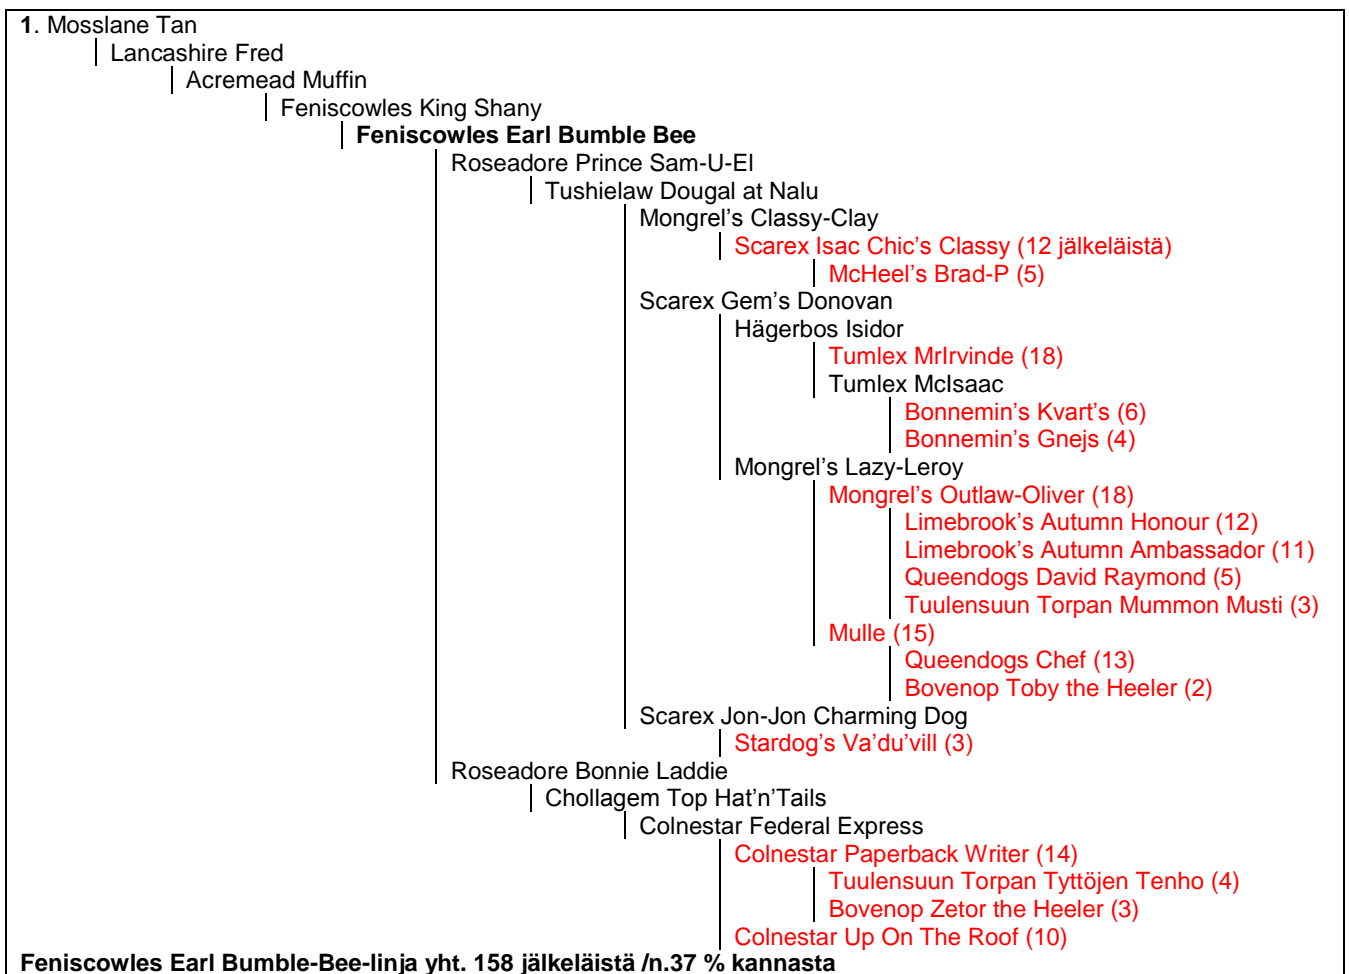 1. Mosslane Tan
Lancashire Fred
Acremead Muffin
Feniscowles King Shany
Feniscowles Earl Bumble Bee
Roseadore Prince Sam-U-El
Tushielaw Dougal at Nalu
Mongrel's Classy-Clay
Scarex Isac Chic's Classy (12 jälkeläistä)
McHeel's Brad-P (5)
Scarex Gem's Donovan
Hägerbos Isidor
Tumlex MrIrvinde (18)
Tumlex McIsaac
Bonnemin's Kvart's (6)
Bonnemin's Gnejs (4)
Mongrel's Lazy-Leroy
Mongrel's Outlaw-Oliver (18)
Limebrook's Autumn Honour (12)
Limebrook's Autumn Ambassador (11)
Queendogs David Raymond (5)
Tuulensuun Torpan Mummon Musti (3)
Mulle (15)
Queendogs Chef (13)
Bovenop Toby the Heeler (2)
Scarex Jon-Jon Charming Dog
Stardog's Va'du'vill (3)
Roseadore Bonnie Laddie
Chollagem Top Hat'n'Tails
Colnestar Federal Express
Colnestar Paperback Writer (14)
Tuulensuun Torpan Tyttöjen Tenho (4)
Bovenop Zetor the Heeler (3)
Colnestar Up On The Roof (10)
Feniscowles Earl Bumble-Bee-linja yht. 158 jälkeläistä /n.37 % kannasta